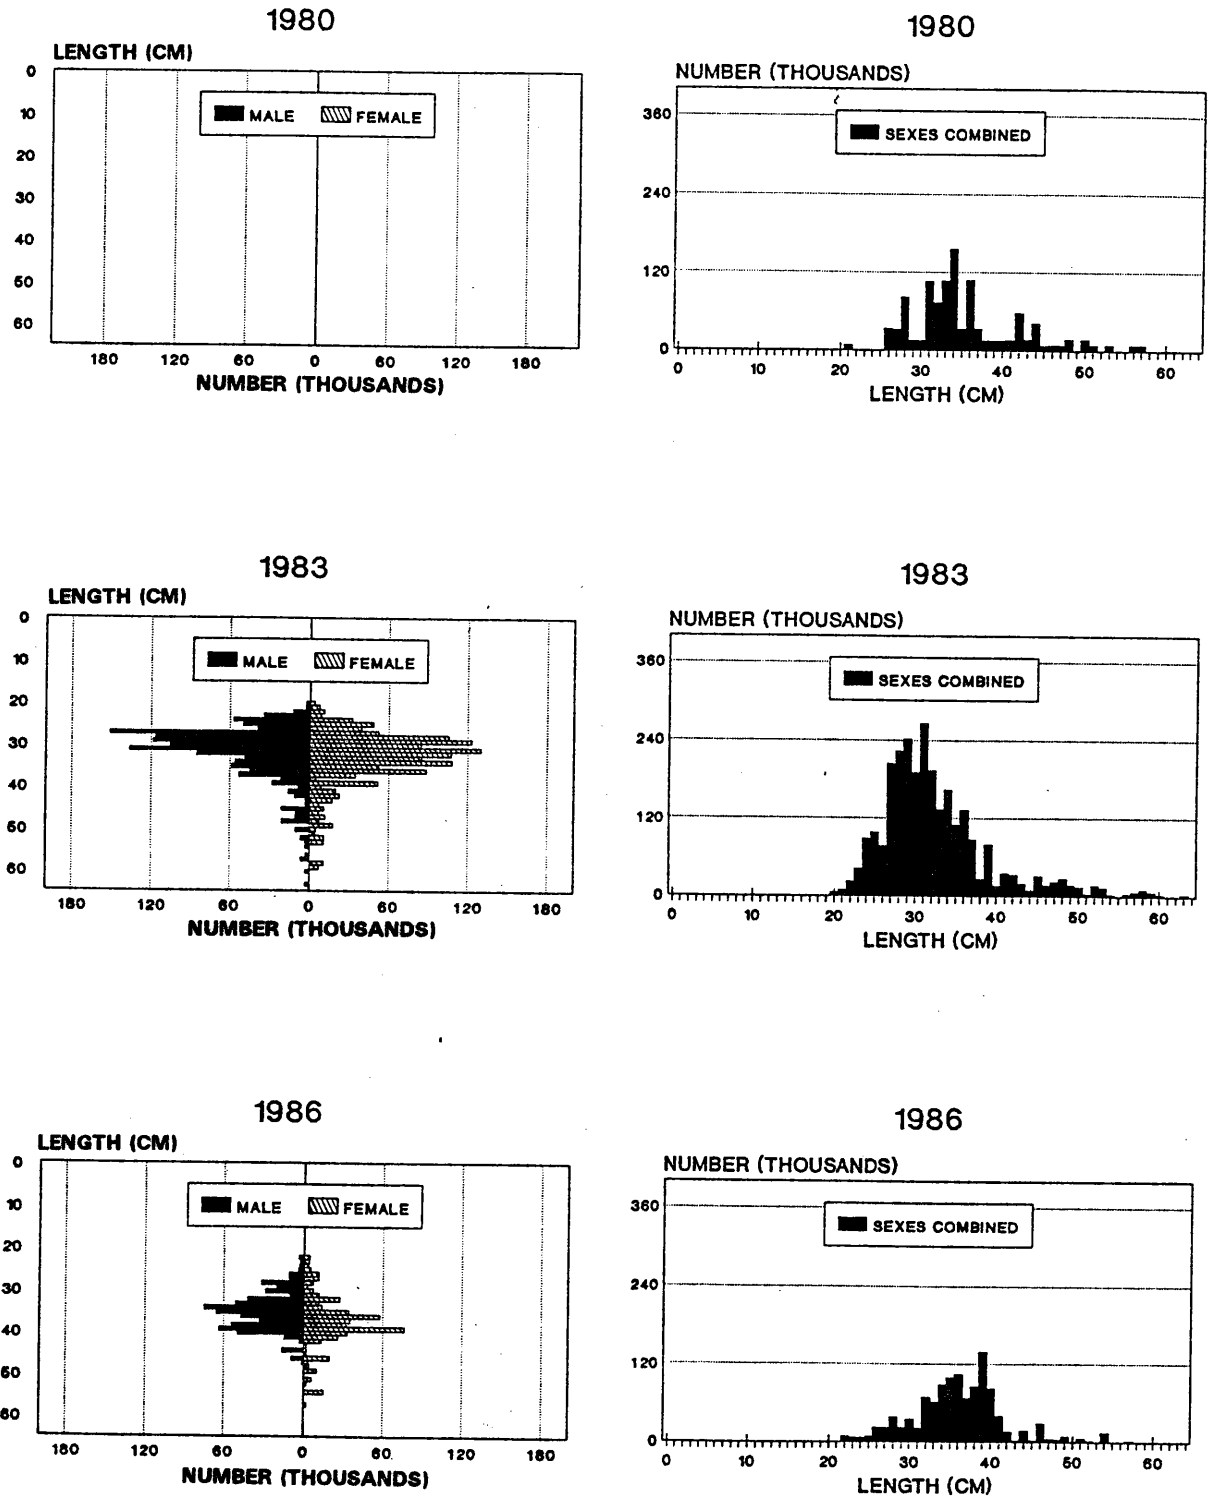 1980
LENGTH (CM)
0
10
20
30
40
50
60
MALE FEMALE
180 120 60 0 60 120 180
NUMBER (THOUSANDS)
1980
NUMBER (THOUSANDS)
360
240
120
0
SEXES COMBINED
0 10 20 30 40 50 60
LENGTH (CM)
1983
LENGTH (CM)
0
10
20
30
40
50
60
MALE FEMALE
180 120 60 0 60 120 180
NUMBER (THOUSANDS)
1983
NUMBER (THOUSANDS)
360
240
120
0
SEXES COMBINED
0 10 20 30 40 50 60
LENGTH (CM)
1986
LENGTH (CM)
0
10
20
30
40
50
60
MALE FEMALE
180 120 60 0 60 120 180
NUMBER (THOUSANDS)
1986
NUMBER (THOUSANDS)
360
240
120
0
SEXES COMBINED
0 10 20 30 40 50 60
LENGTH (CM)